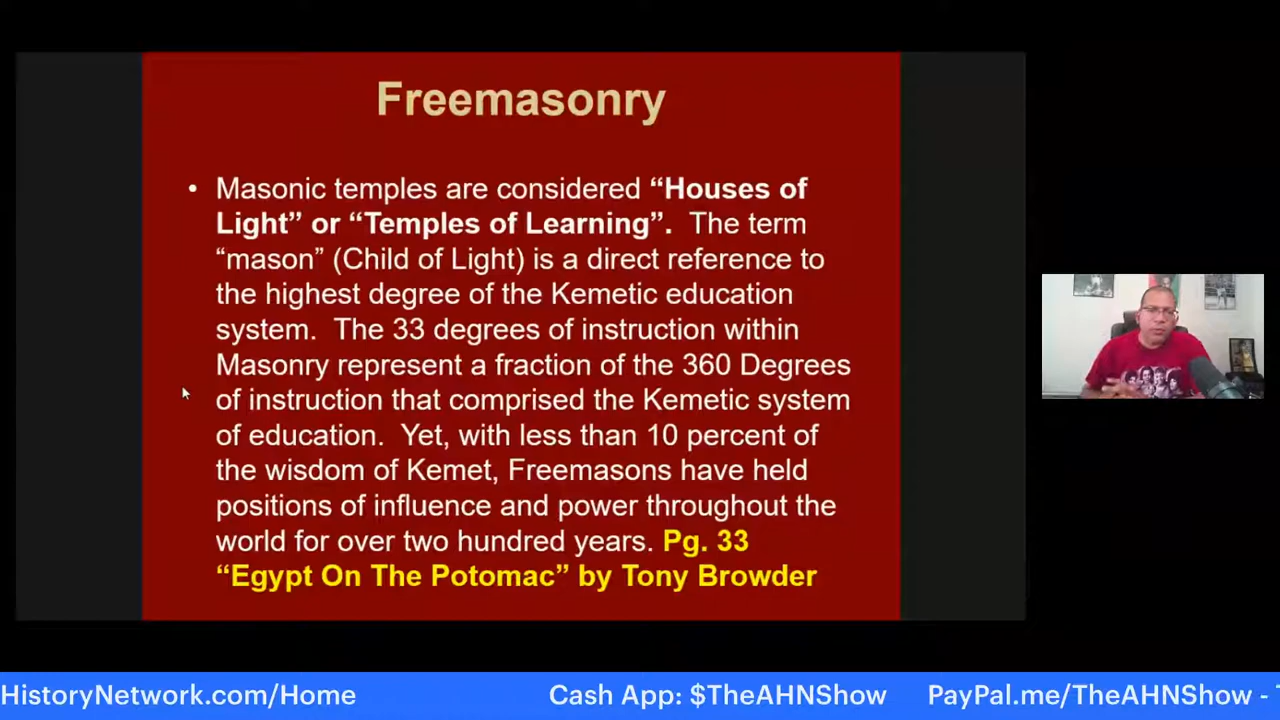 Freemasonry
• Masonic temples are considered “Houses of
Light” or “Temples of Learning”. The term
“mason” (Child of Light) is a direct reference to
the highest degree of the Kemetic education
system. The 33 degrees of instruction within
Masonry represent a fraction of the 360 Degrees
of instruction that comprised the Kemetic system
of education. Yet, with less than 10 percent of
the wisdom of Kemet, Freemasons have held
positions of influence and power throughout the
world for over two hundred years. Pg. 33
“Egypt On The Potomac” by Tony Browder
HistoryNetwork.com/Home Cash App: $TheAHNShow PayPal.me/TheAHNShow -